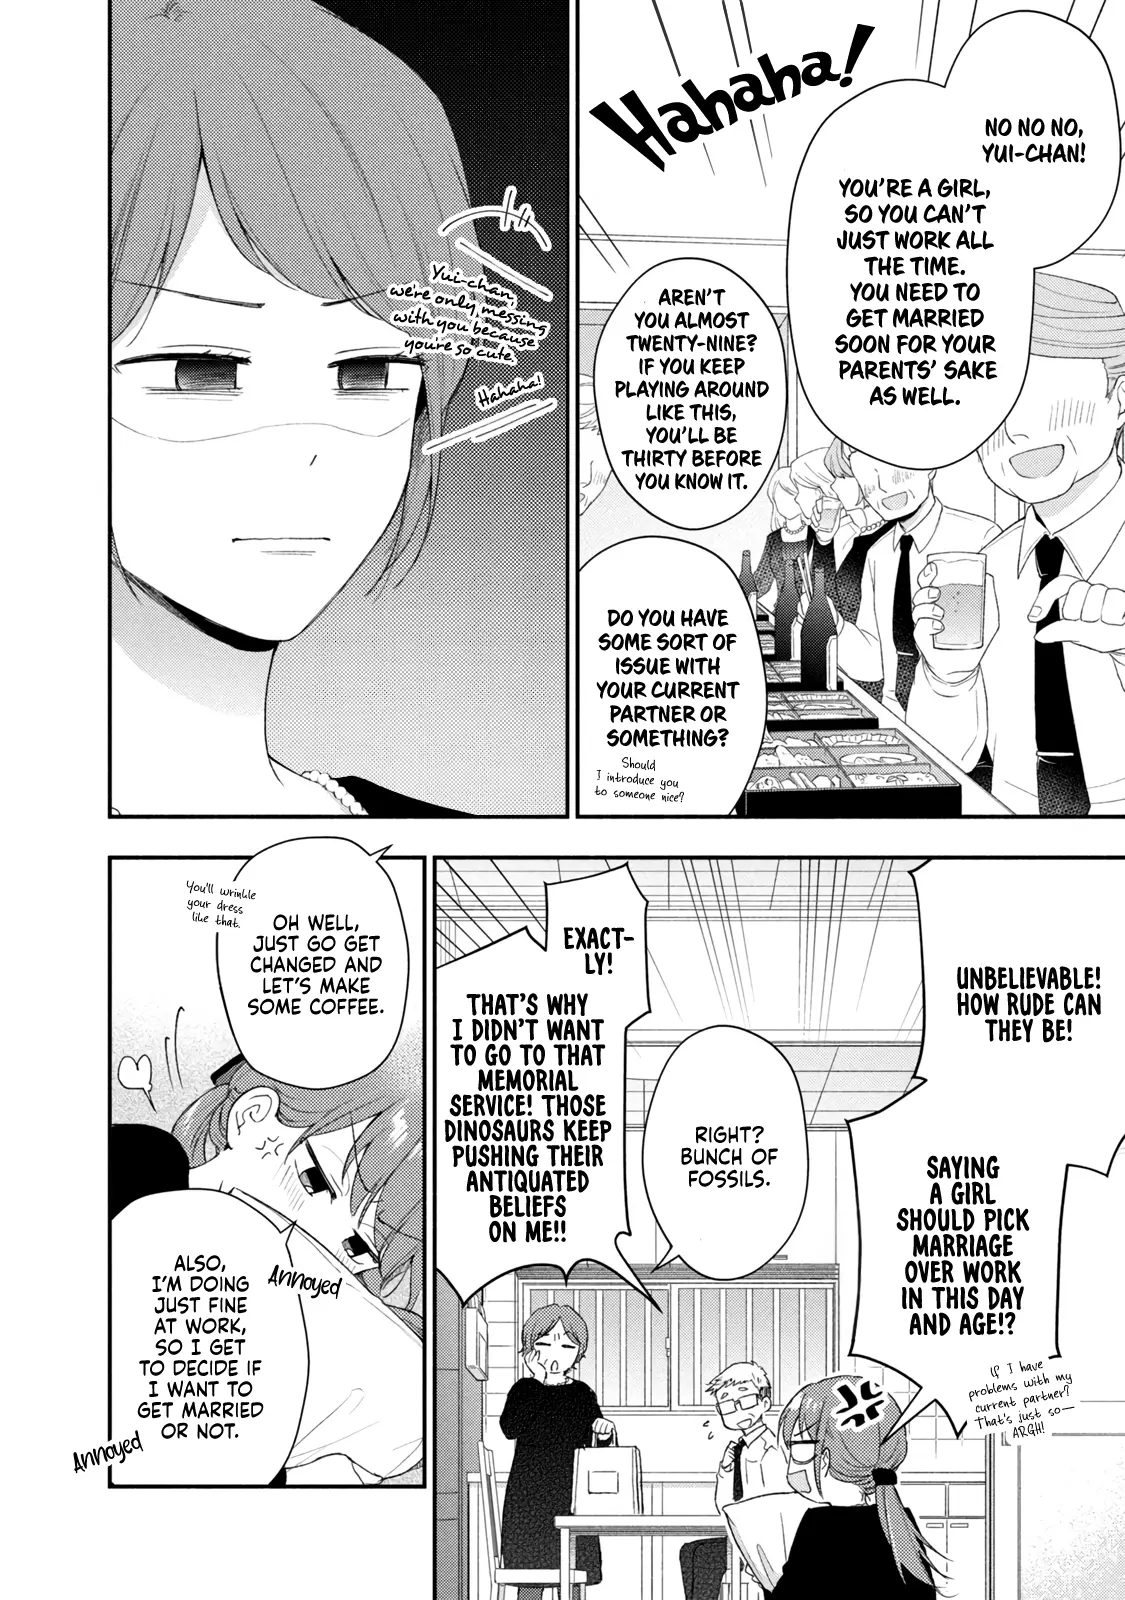 Hahaha!
NO NO NO,
YUI-CHAN!
YOU'RE A GIRL,
SO YOU CAN'T
JUST WORK ALL
THE TIME.
YOU NEED TO
GET MARRIED
SOON FOR YOUR
PARENTS' SAKE
AS WELL.
AREN'T
YOU ALMOST
TWENTY-NINE?
IF YOU KEEP
PLAYING AROUND
LIKE THIS,
YOU'LL BE
THIRTY BEFORE
YOU KNOW IT.
DO YOU HAVE
SOME SORT OF
ISSUE WITH
YOUR CURRENT
PARTNER OR
SOMETHING?
Should
I introduce you
to someone nice?
Yui-chan,
we're only messing
with you because
you're so cute.
Hahaha!
UNBELIEVABLE!
HOW RUDE CAN
THEY BE!
SAYING
A GIRL
SHOULD PICK
MARRIAGE
OVER WORK
IN THIS DAY
AND AGE!?
If I have
problems with my
current partner?
That's just so—
ARGH!
RIGHT?
BUNCH OF
FOSSILS.
EXACT-
LY!
THAT'S WHY
I DIDN'T WANT
TO GO TO THAT
MEMORIAL
SERVICE! THOSE
DINOSAURS KEEP
PUSHING THEIR
ANTIQUATED
BELIEFS
ON ME!!
OH WELL,
JUST GO GET
CHANGED AND
LET'S MAKE
SOME COFFEE.
You'll wrinkle
your dress
like that.
Annoyed
ALSO,
I'M DOING
JUST FINE
AT WORK,
SO I GET
TO DECIDE IF
I WANT TO
GET MARRIED
OR NOT.
Annoyed